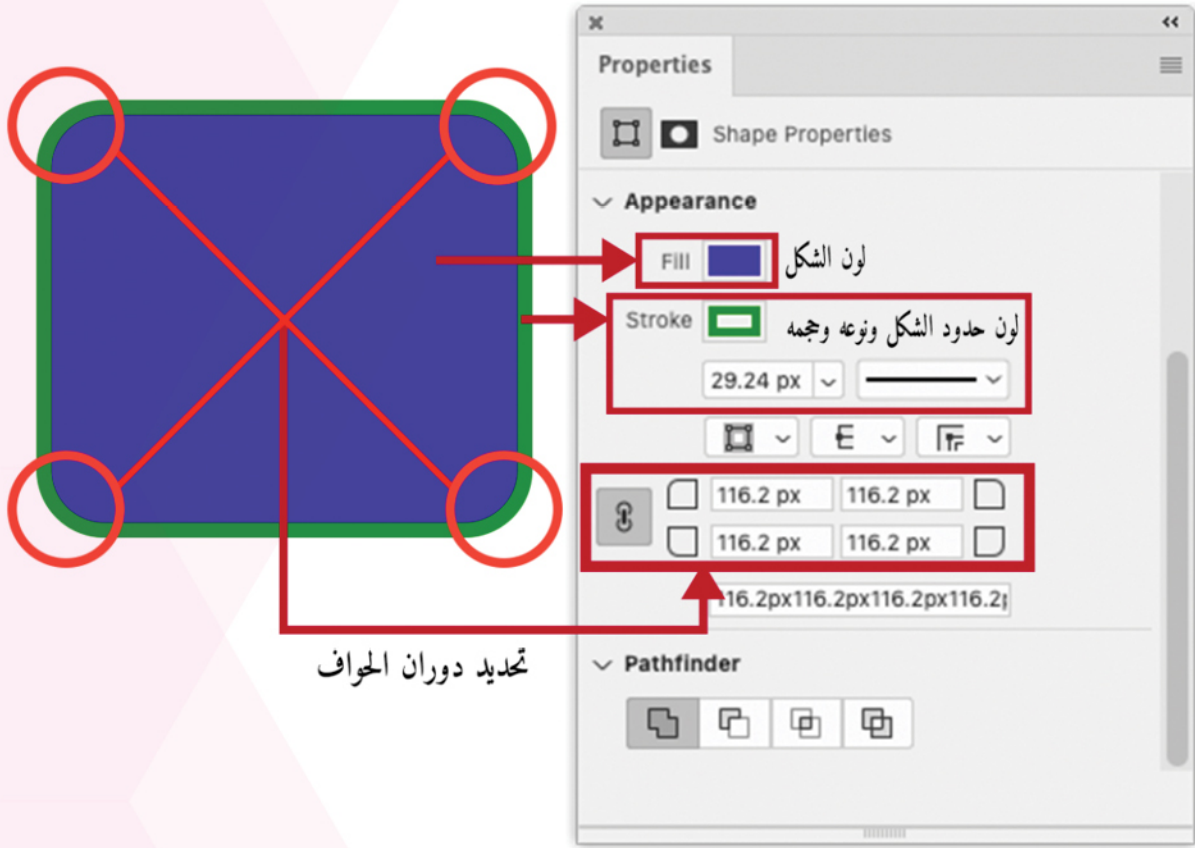 Properties
Shape Properties
Appearance
Fill
لون الشكل
Stroke
لون حدود الشكل ونوعه وحجمه
29.24 px
116.2 px 116.2 px
116.2 px 116.2 px
116.2px116.2px116.2px116.2p
تحديد دوران الحواف
Pathfinder